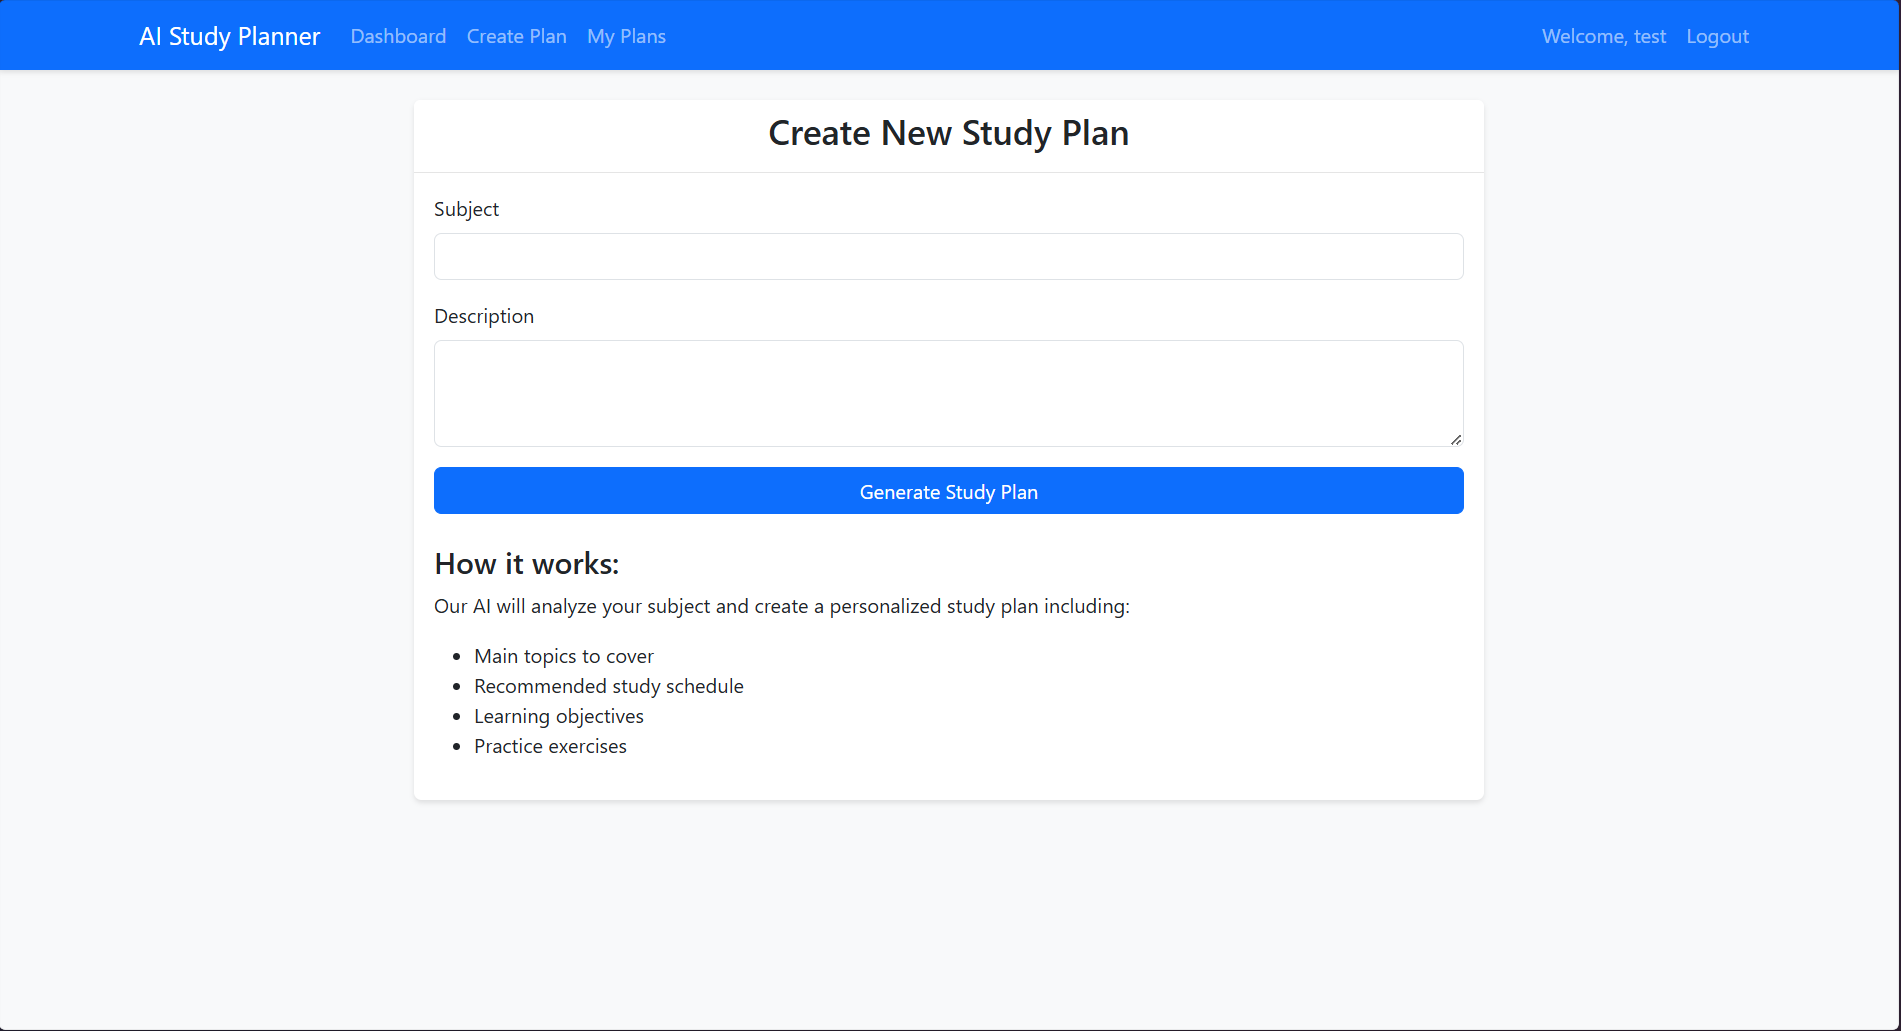 AI Study Planner Dashboard Create Plan My Plans Welcome, test Logout
Create New Study Plan
Subject
Description
Generate Study Plan
How it works:
Our AI will analyze your subject and create a personalized study plan including:
Main topics to cover
Recommended study schedule
Learning objectives
Practice exercises